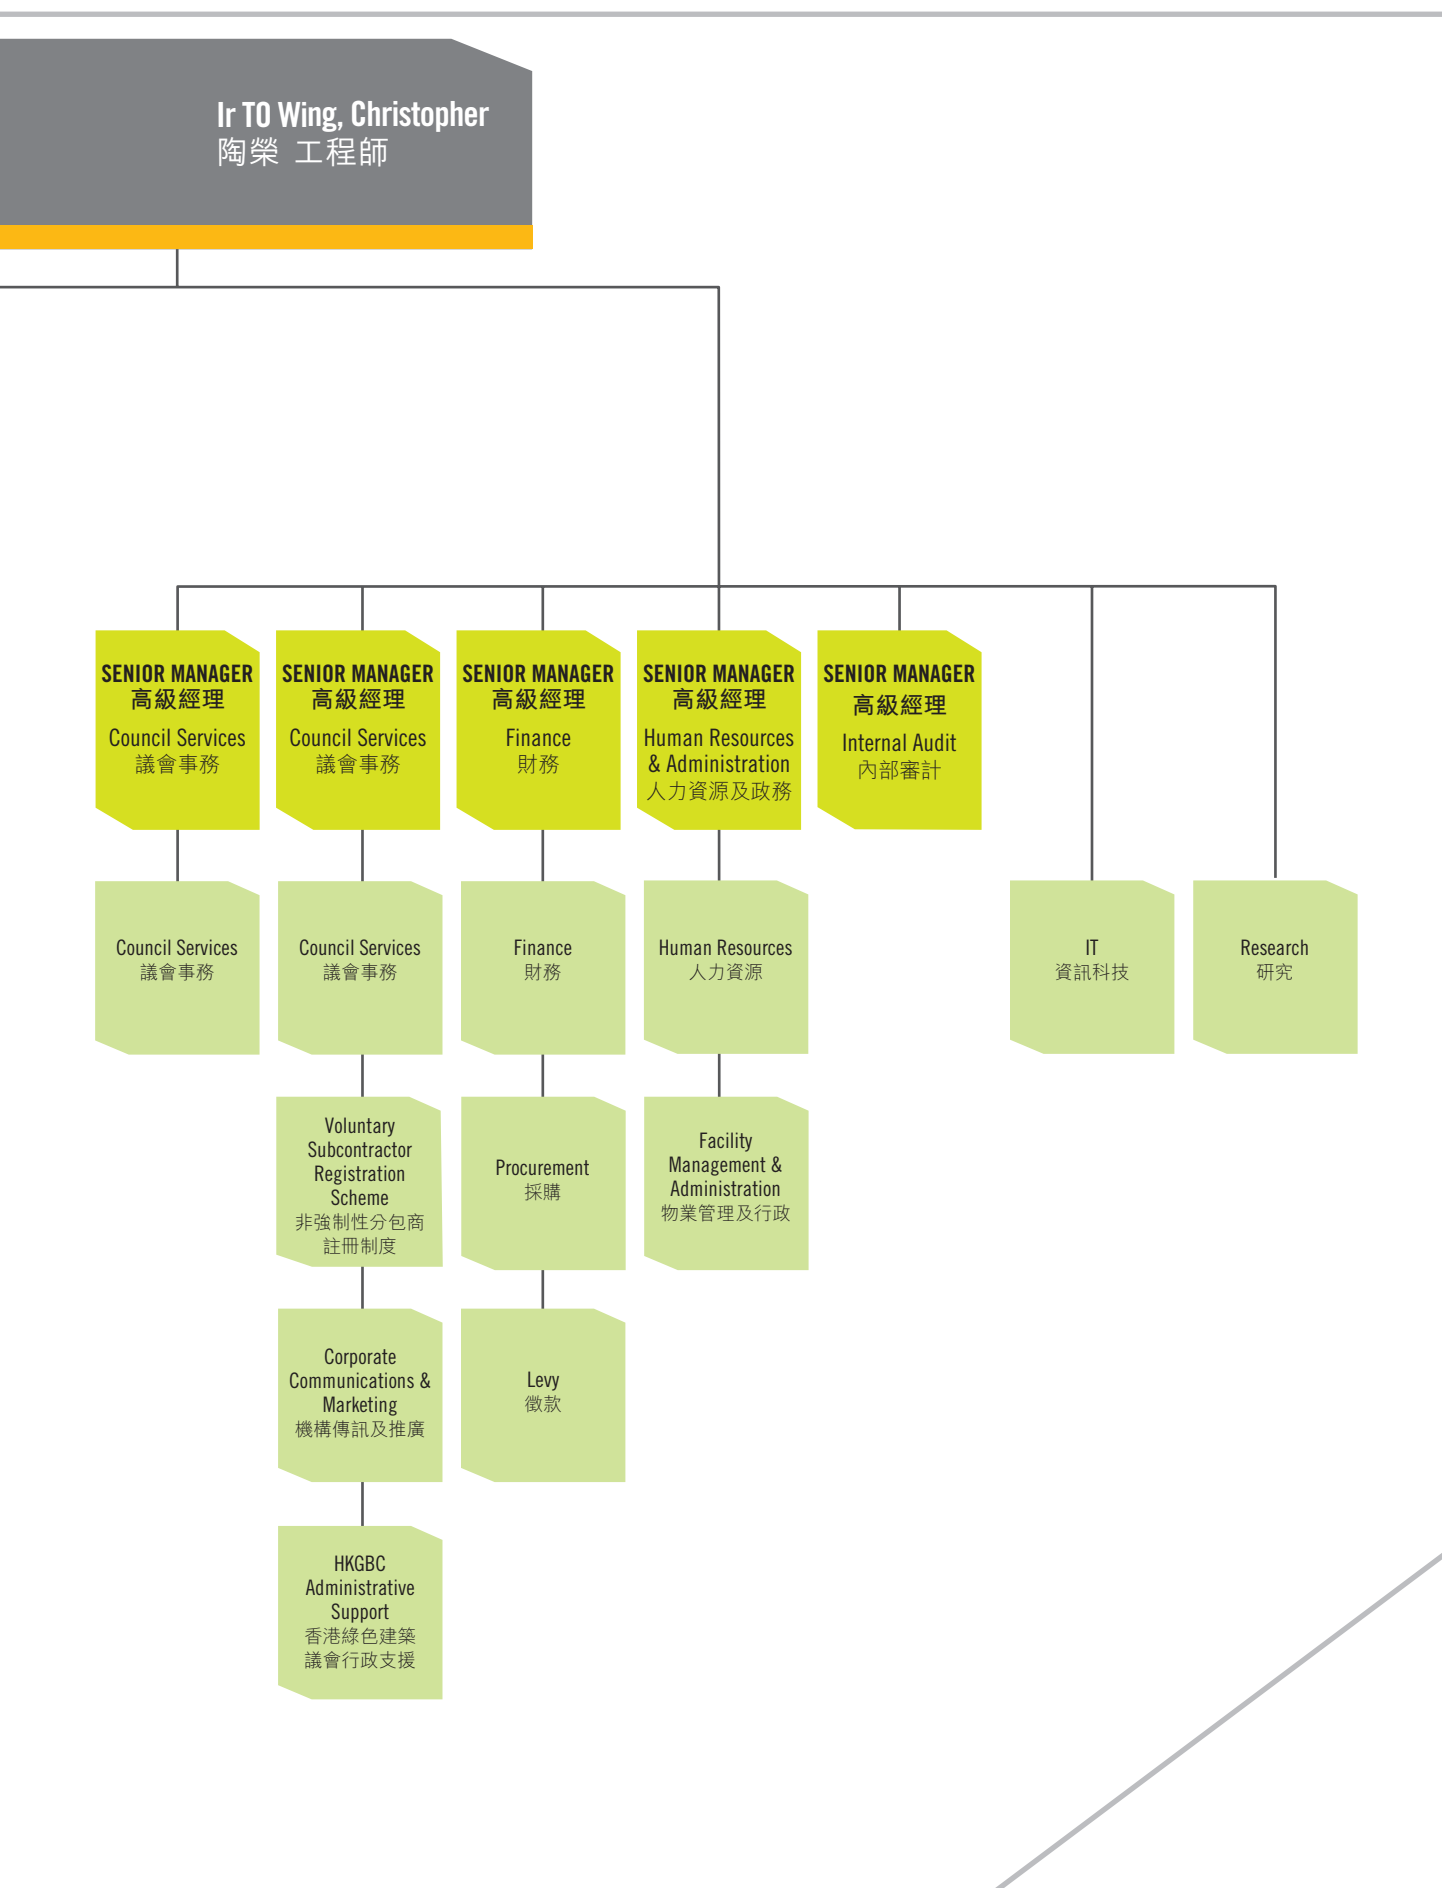 Ir TO Wing, Christopher
陶榮 工程師
SENIOR MANAGER
高級經理
Council Services
議會事務
SENIOR MANAGER
高級經理
Council Services
議會事務
SENIOR MANAGER
高級經理
Finance
財務
SENIOR MANAGER
高級經理
Human Resources
& Administration
人力資源及政務
SENIOR MANAGER
高級經理
Internal Audit
內部審計
Council Services
議會事務
Council Services
議會事務
Finance
財務
Human Resources
人力資源
IT
資訊科技
Research
研究
Voluntary
Subcontractor
Registration
Scheme
非強制性分包商
註冊制度
Procurement
採購
Facility
Management &
Administration
物業管理及行政
Corporate
Communications &
Marketing
機構傳訊及推廣
Levy
徵款
HKGBC
Administrative
Support
香港綠色建築
議會行政支援